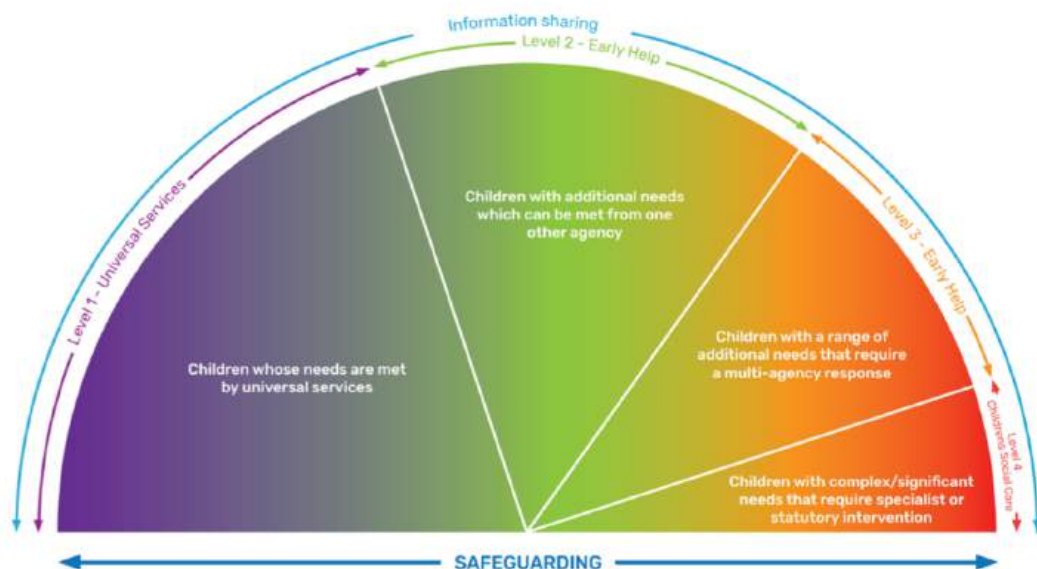 Information sharing
Level 2 - Early Help
Level 1 - Universal Services
Level 3 - Early Help
Level 4
Childrens Social Care
Children with additional needs
which can be met from one
other agency
Children whose needs are met
by universal services
Children with a range of
additional needs that require
a multi-agency response
Children with complex/significant
needs that require specialist or
statutory intervention
SAFEGUARDING